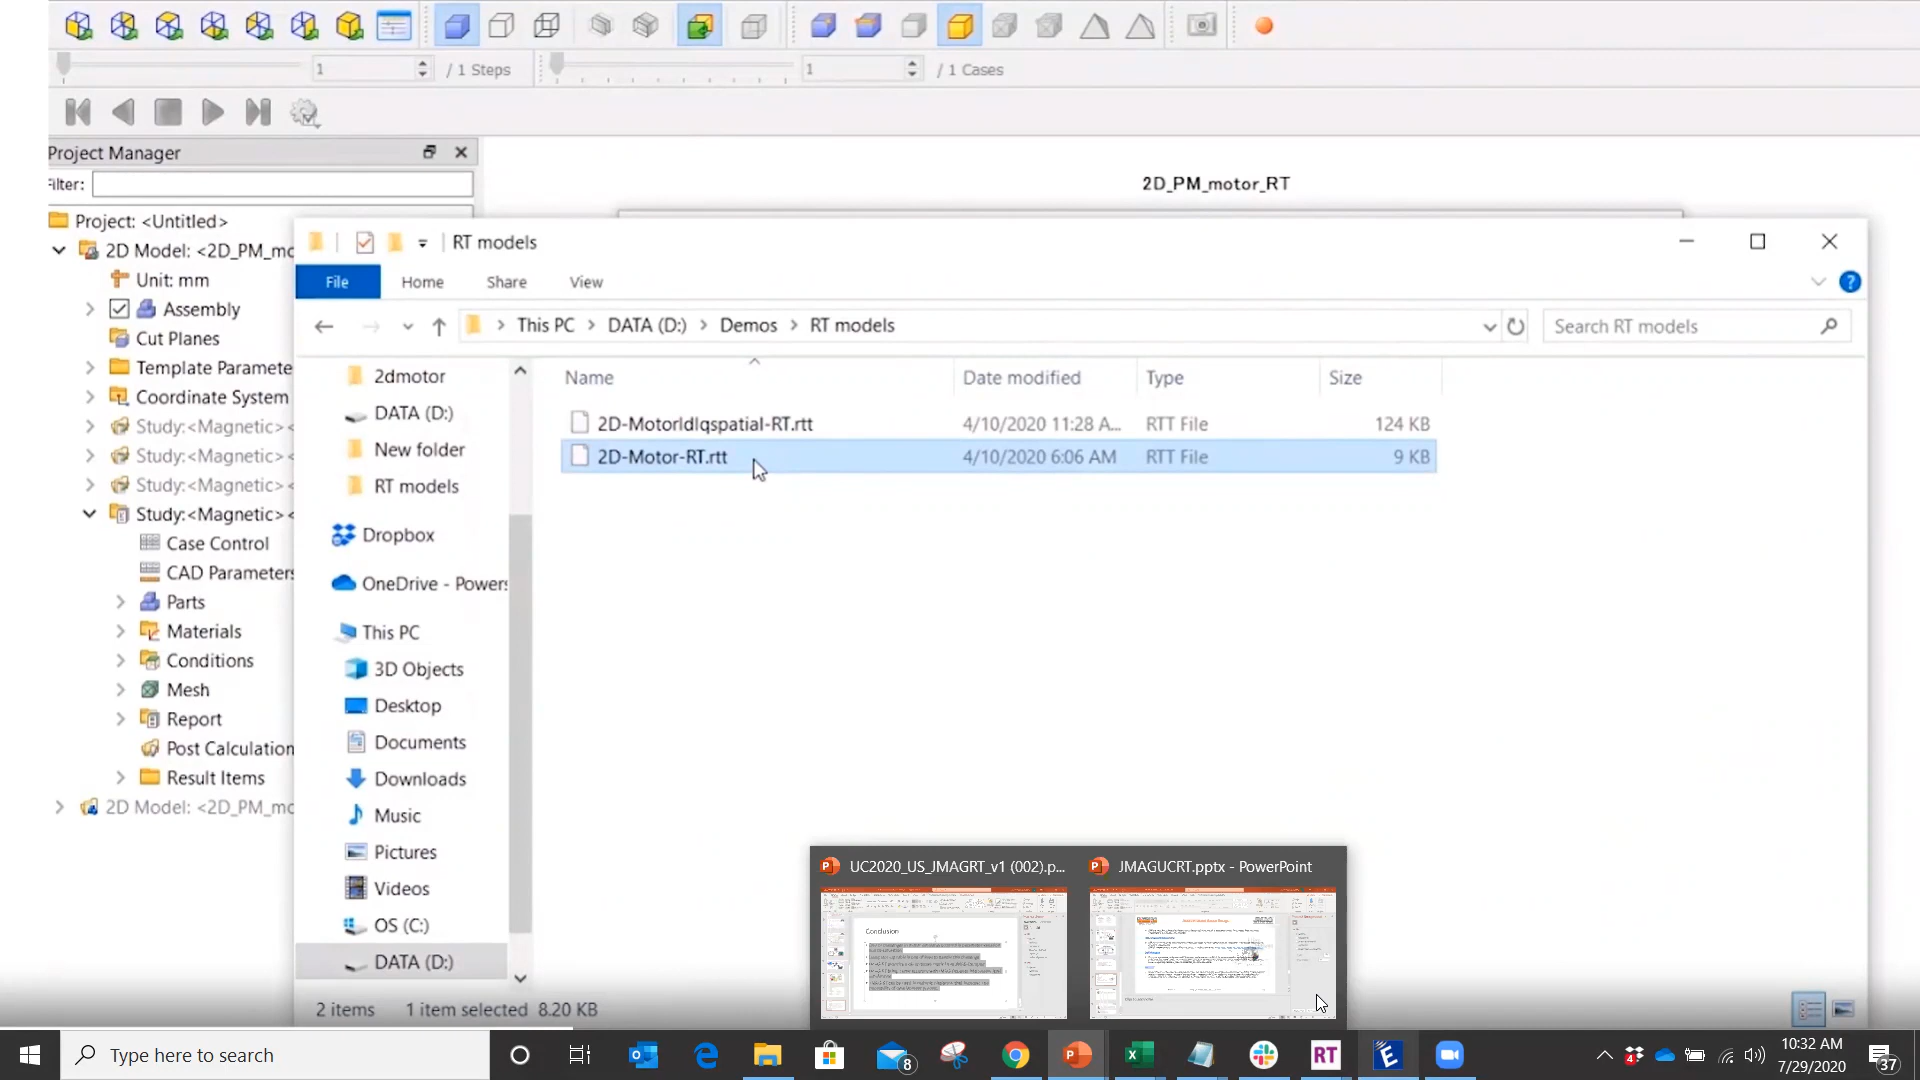 1
/ 1 Steps
1
/ 1 Cases
Project Manager
Filter:
2D_PM_motor_RT
Project: <Untitled>
2D Model: <2D_PM_mo
Unit: mm
Assembly
Cut Planes
Template Paramete
Coordinate System
Study:<Magnetic> <
Study:<Magnetic> <
Study:<Magnetic> <
Study:<Magnetic> <
Case Control
CAD Parameters
Parts
Materials
Conditions
Mesh
Report
Post Calculation
Result Items
2D Model: <2D_PM_mo
RT models
File
Home
Share
View
This PC
DATA (D:)
Demos
RT models
Search RT models
2dmotor
DATA (D:)
New folder
RT models
Dropbox
OneDrive - Powers
This PC
3D Objects
Desktop
Documents
Downloads
Music
Pictures
Videos
OS (C:)
DATA (D:)
Name
Date modified
Type
Size
2D-MotorIdIqspatial-RT.rtt
4/10/2020 11:28 A...
RTT File
124 KB
2D-Motor-RT.rtt
4/10/2020 6:06 AM
RTT File
9 KB
2 items
1 item selected 8.20 KB
UC2020_US_JMAGRT_v1 (002).p...
JMAGUCRT.pptx - PowerPoint
Conclusion
Type here to search
8
RT
4
10:32 AM
7/29/2020
37